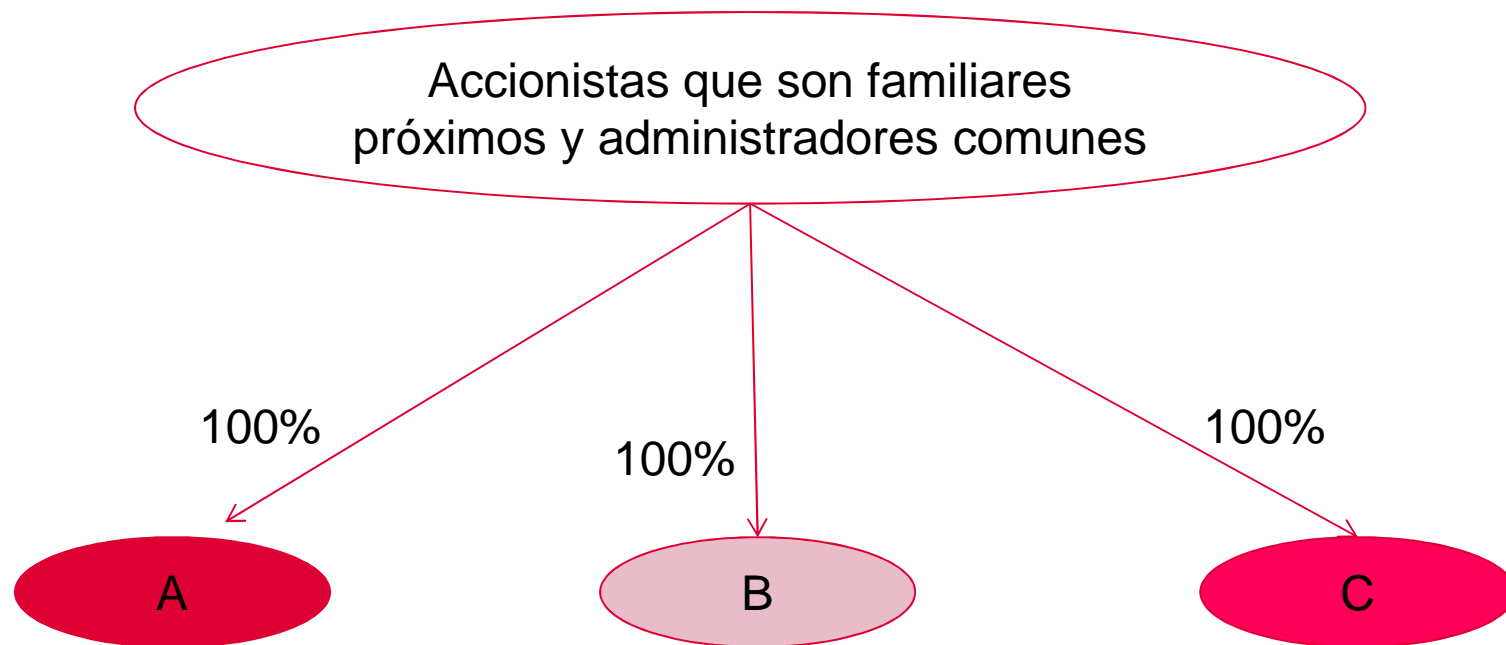 Accionistas que son familiares
próximos y administradores comunes
100%
100%
100%
A
B
C